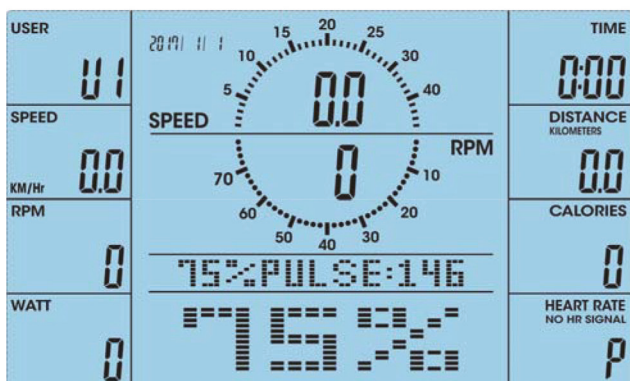 USER
U1
SPEED
KM/Hr 0.0
RPM
0
WATT
0
2017/ 1/ 1
5 10 15 20 25 30 40
SPEED 0.0
0 RPM
70 60 50 40 30 20 10
75%PULSE:146
75%
TIME
0:00
DISTANCE
KILOMETERS
0.0
CALORIES
0
HEART RATE
NO HR SIGNAL
P